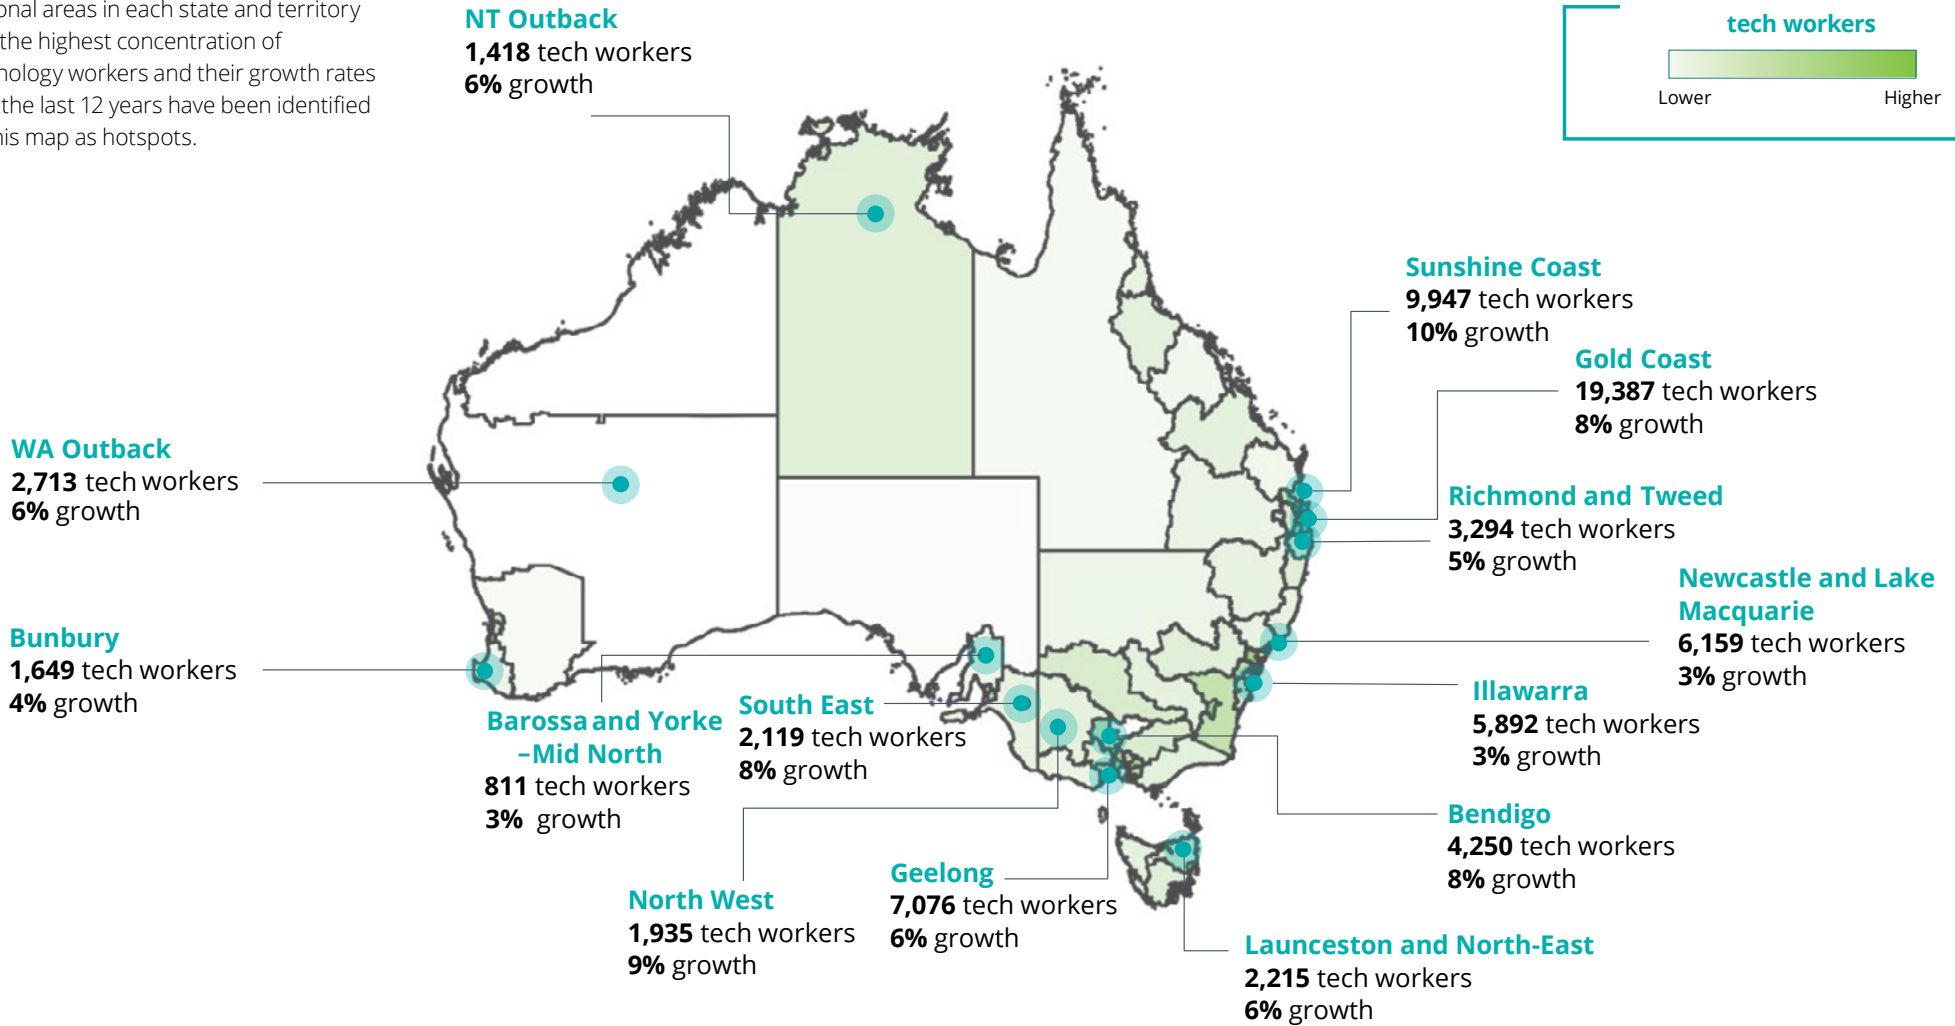 onal areas in each state and territory
the highest concentration of
nology workers and their growth rates
the last 12 years have been identified
his map as hotspots.
NT Outback
1,418 tech workers
6% growth
tech workers
Lower Higher
Sunshine Coast
9,947 tech workers
10% growth
Gold Coast
19,387 tech workers
8% growth
WA Outback
2,713 tech workers
6% growth
Richmond and Tweed
3,294 tech workers
5% growth
Newcastle and Lake
Macquarie
6,159 tech workers
3% growth
Bunbury
1,649 tech workers
4% growth
Illawarra
5,892 tech workers
3% growth
Barossa and Yorke
–Mid North
811 tech workers
3% growth
South East
2,119 tech workers
8% growth
Bendigo
4,250 tech workers
8% growth
North West
1,935 tech workers
9% growth
Geelong
7,076 tech workers
6% growth
Launceston and North-East
2,215 tech workers
6% growth